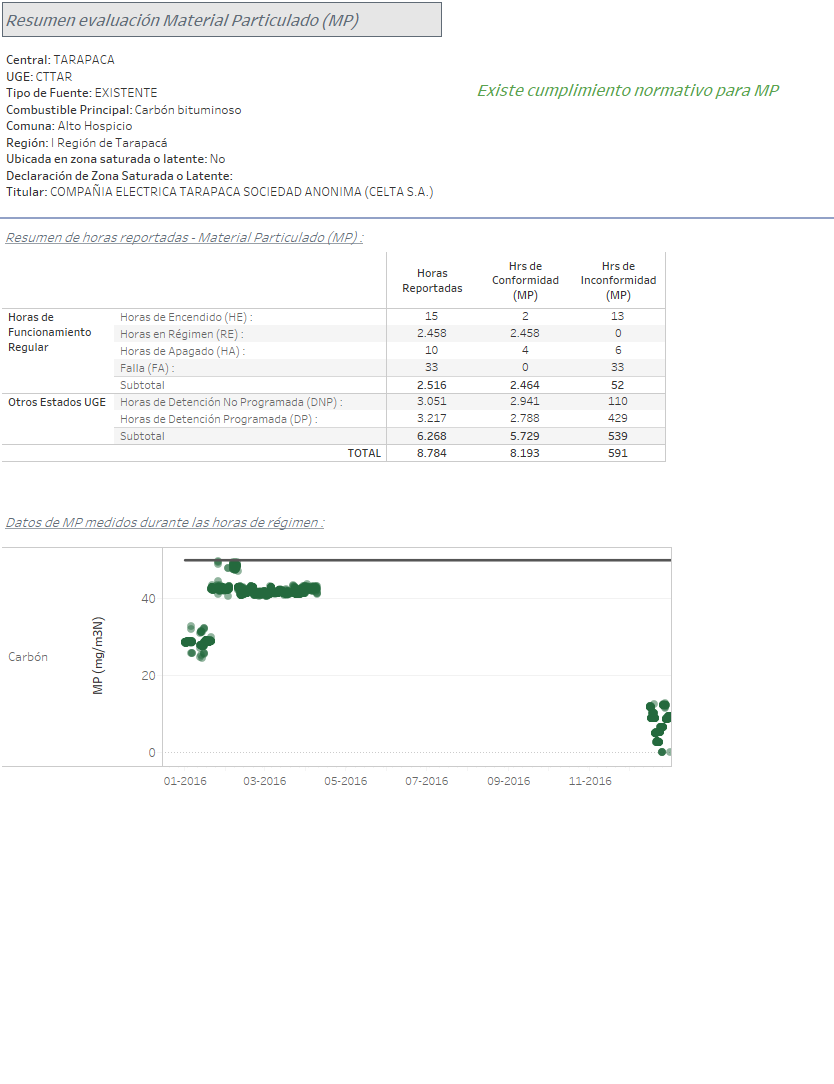 Resumen evaluación Material Particulado (MP)
Central: TARAPACA
UGE: CTTAR
Tipo de Fuente: EXISTENTE
Combustible Principal: Carbón bituminoso
Comuna: Alto Hospicio
Región: I Región de Tarapacá
Ubicada en zona saturada o latente: No
Declaración de Zona Saturada o Latente:
Titular: COMPAÑIA ELECTRICA TARAPACA SOCIEDAD ANONIMA (CELTA S.A.)
Existe cumplimiento normativo para MP
Resumen de horas reportadas - Material Particulado (MP) :
Horas Reportadas Hrs de Conformidad (MP) Hrs de Inconformidad (MP)
Horas de Funcionamiento Regular
Horas de Encendido (HE) : 15 2 13
Horas en Régimen (RE) : 2.458 2.458 0
Horas de Apagado (HA) : 10 4 6
Falla (FA) : 33 0 33
Subtotal 2.516 2.464 52
Otros Estados UGE Horas de Detención No Programada (DNP) : 3.051 2.941 110
Horas de Detención Programada (DP) : 3.217 2.788 429
Subtotal 6.268 5.729 539
TOTAL 8.784 8.193 591
Datos de MP medidos durante las horas de régimen :
Carbón
MP (mg/m3N)
40
20
0
01-2016 03-2016 05-2016 07-2016 09-2016 11-2016